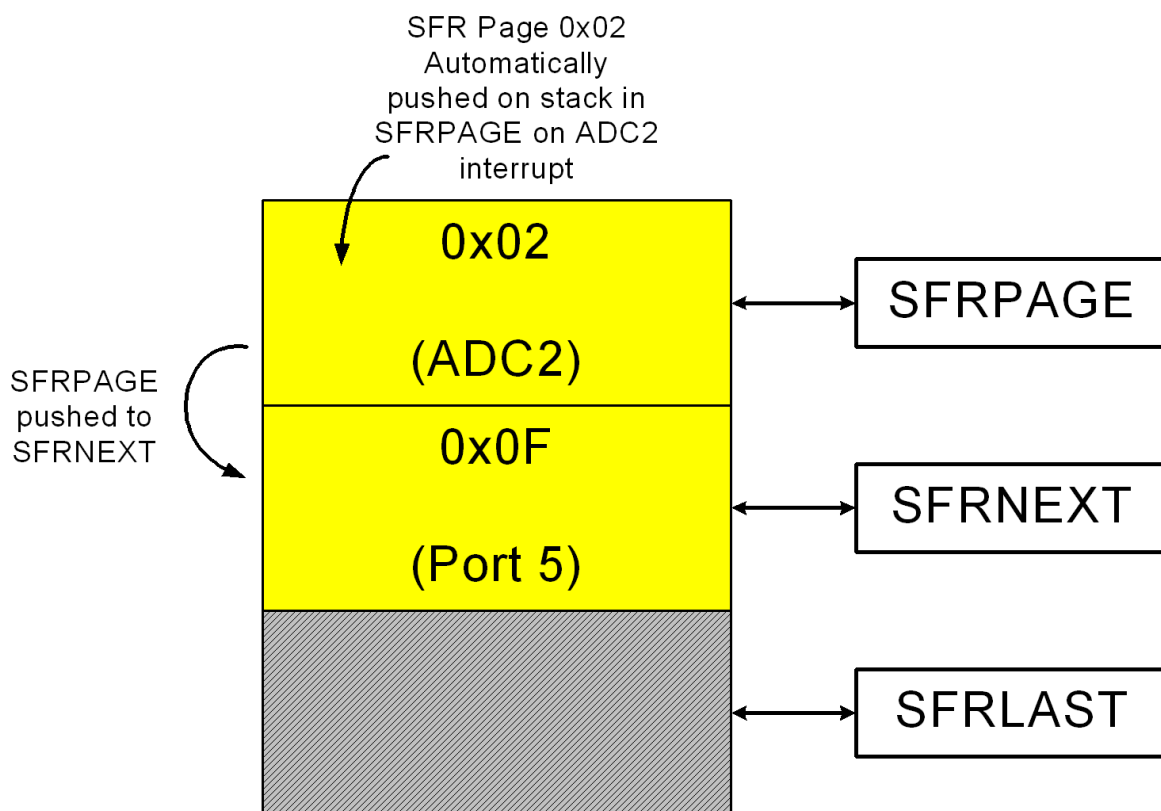 SFR Page 0x02
Automatically
pushed on stack in
SFRPAGE on ADC2
interrupt
0x02
(ADC2)
SFRPAGE
SFRPAGE
pushed to
SFRNEXT
0x0F
(Port 5)
SFRNEXT
SFRLAST